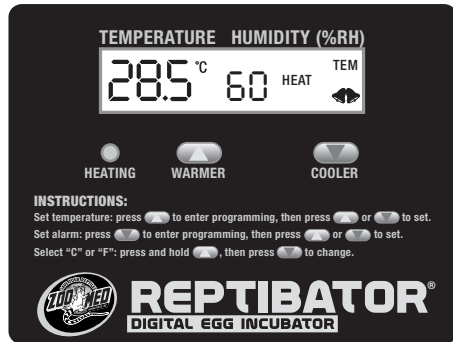 TEMPERATURE HUMIDITY (%RH)
28.5 °C 60 HEAT TEM
HEATING WARMER COOLER
INSTRUCTIONS:
Set temperature: press to enter programming, then press or to set.
Set alarm: press to enter programming, then press or to set.
Select “C” or “F”: press and hold , then press to change.
ZOO MED REPTIBATOR®
DIGITAL EGG INCUBATOR